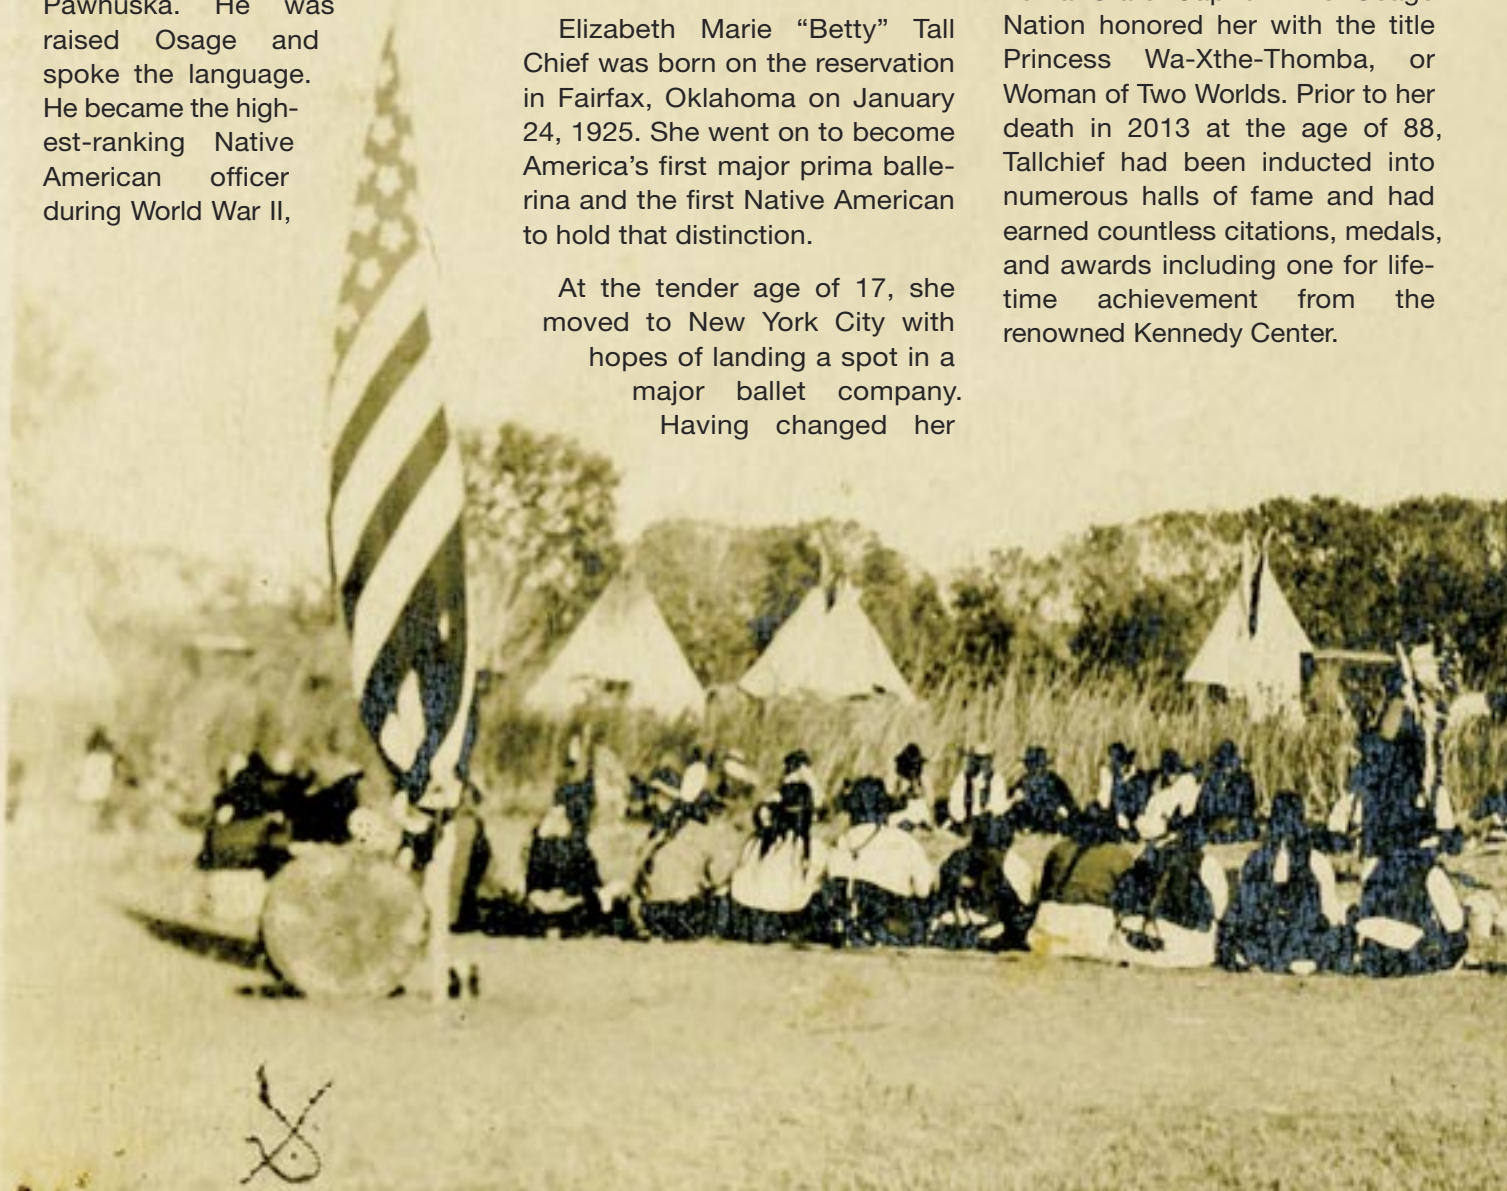 Pawhuska. He was
raised Osage and
spoke the language.
He became the high-
est-ranking Native
American officer
during World War II,
Elizabeth Marie “Betty” Tall
Chief was born on the reservation
in Fairfax, Oklahoma on January
24, 1925. She went on to become
America’s first major prima balle-
rina and the first Native American
to hold that distinction.
At the tender age of 17, she
moved to New York City with
hopes of landing a spot in a
major ballet company.
Having changed her
Nation honored her with the title
Princess Wa-Xthe-Thomba, or
Woman of Two Worlds. Prior to her
death in 2013 at the age of 88,
Tallchief had been inducted into
numerous halls of fame and had
earned countless citations, medals,
and awards including one for life-
time achievement from the
renowned Kennedy Center.